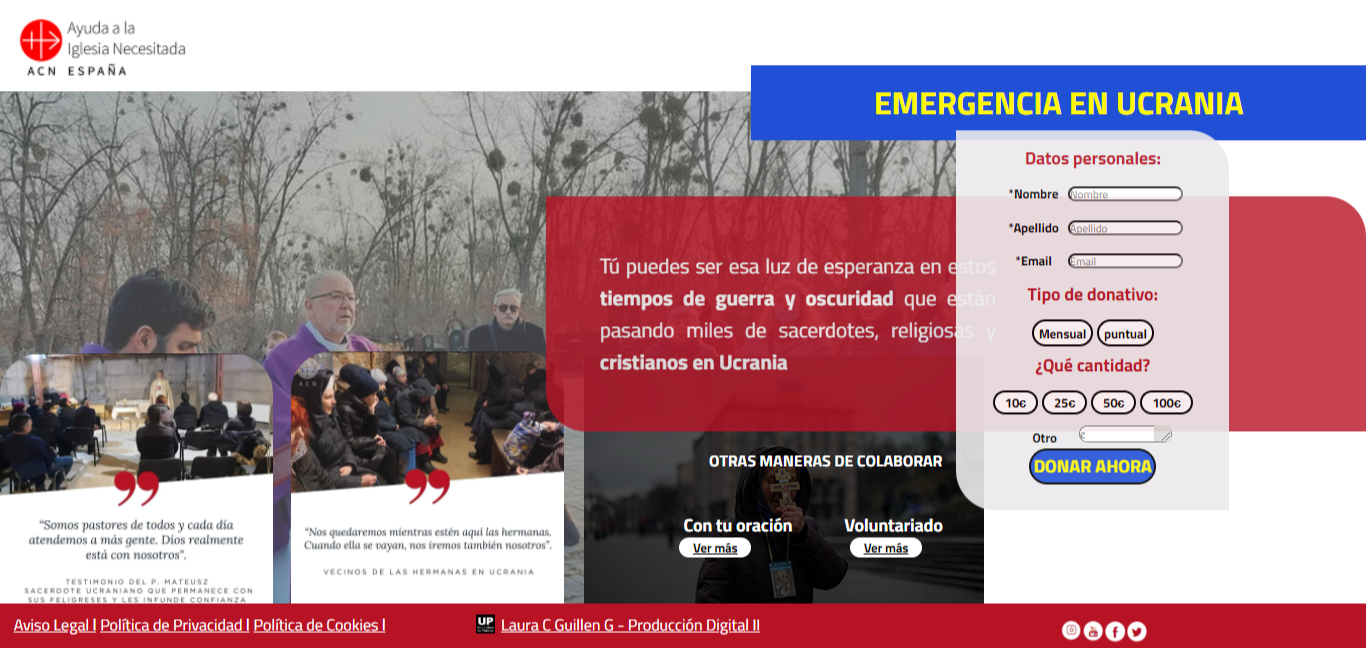 Ayuda a la
Iglesia Necesitada
ACN ESPAÑA
EMERGENCIA EN UCRANIA
Tú puedes ser esa luz de esperanza en estos
tiempos de guerra y oscuridad que están
pasando miles de sacerdotes, religiosas y
cristianos en Ucrania
Datos personales:
*Nombre Nombre
*Apellido Apellido
*Email Email
Tipo de donativo:
Mensual puntual
¿Qué cantidad?
10€ 25€ 50€ 100€
Otro €
DONAR AHORA
ACN
"Somos pastores de todos y cada día
atendemos a más gente. Dios realmente
está con nosotros".
TESTIMONIO DEL P. MATEUSZ
SACERDOTE UCRANIANO QUE PERMANECE CON
SUS FELIGRESES Y LES INFUNDE CONFIANZA
"Nos quedaremos mientras estén aquí las hermanas.
Cuando ella se vayan, nos iremos también nosotros".
VECINOS DE LAS HERMANAS EN UCRANIA
OTRAS MANERAS DE COLABORAR
Con tu oración Voluntariado
Ver más Ver más
Aviso Legal | Política de Privacidad | Política de Cookies | UP Laura C Guillen G - Producción Digital II